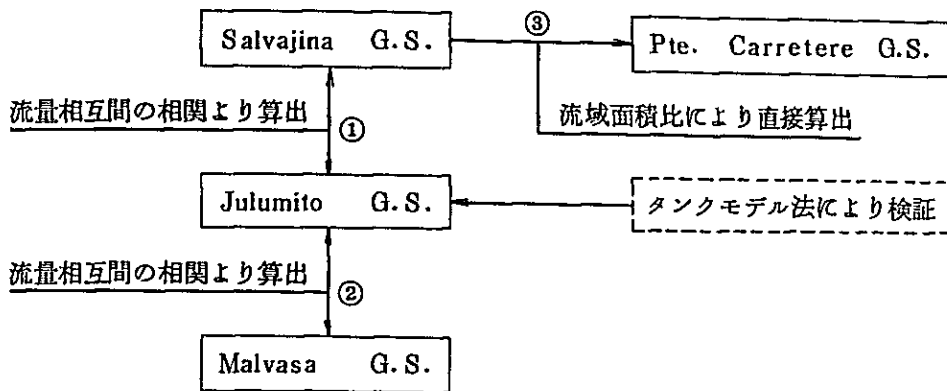 ③
Salvajina G.S.
Pte. Carretere G.S.
流量相互間の相関より算出
①
流域面積比により直接算出
Julumito G.S.
タンクモデル法により検証
流量相互間の相関より算出
②
Malvasa G.S.